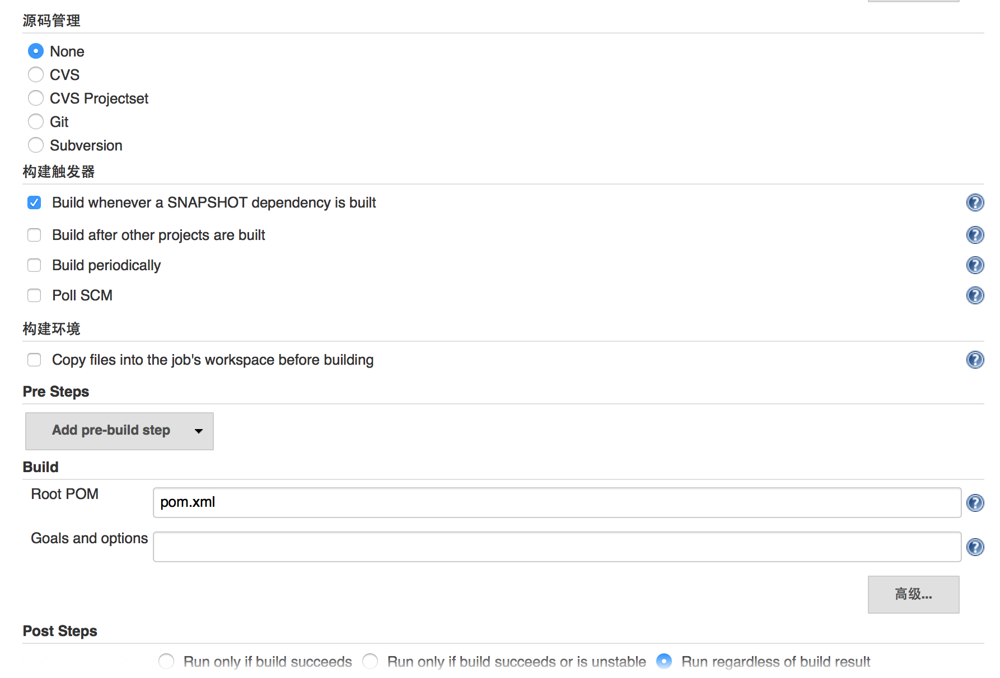 源码管理
None
CVS
CVS Projectset
Git
Subversion
构建触发器
Build whenever a SNAPSHOT dependency is built
Build after other projects are built
Build periodically
Poll SCM
构建环境
Copy files into the job's workspace before building
Pre Steps
Add pre-build step
Build
Root POM pom.xml
Goals and options
高级...
Post Steps
Run only if build succeeds Run only if build succeeds or is unstable Run regardless of build result